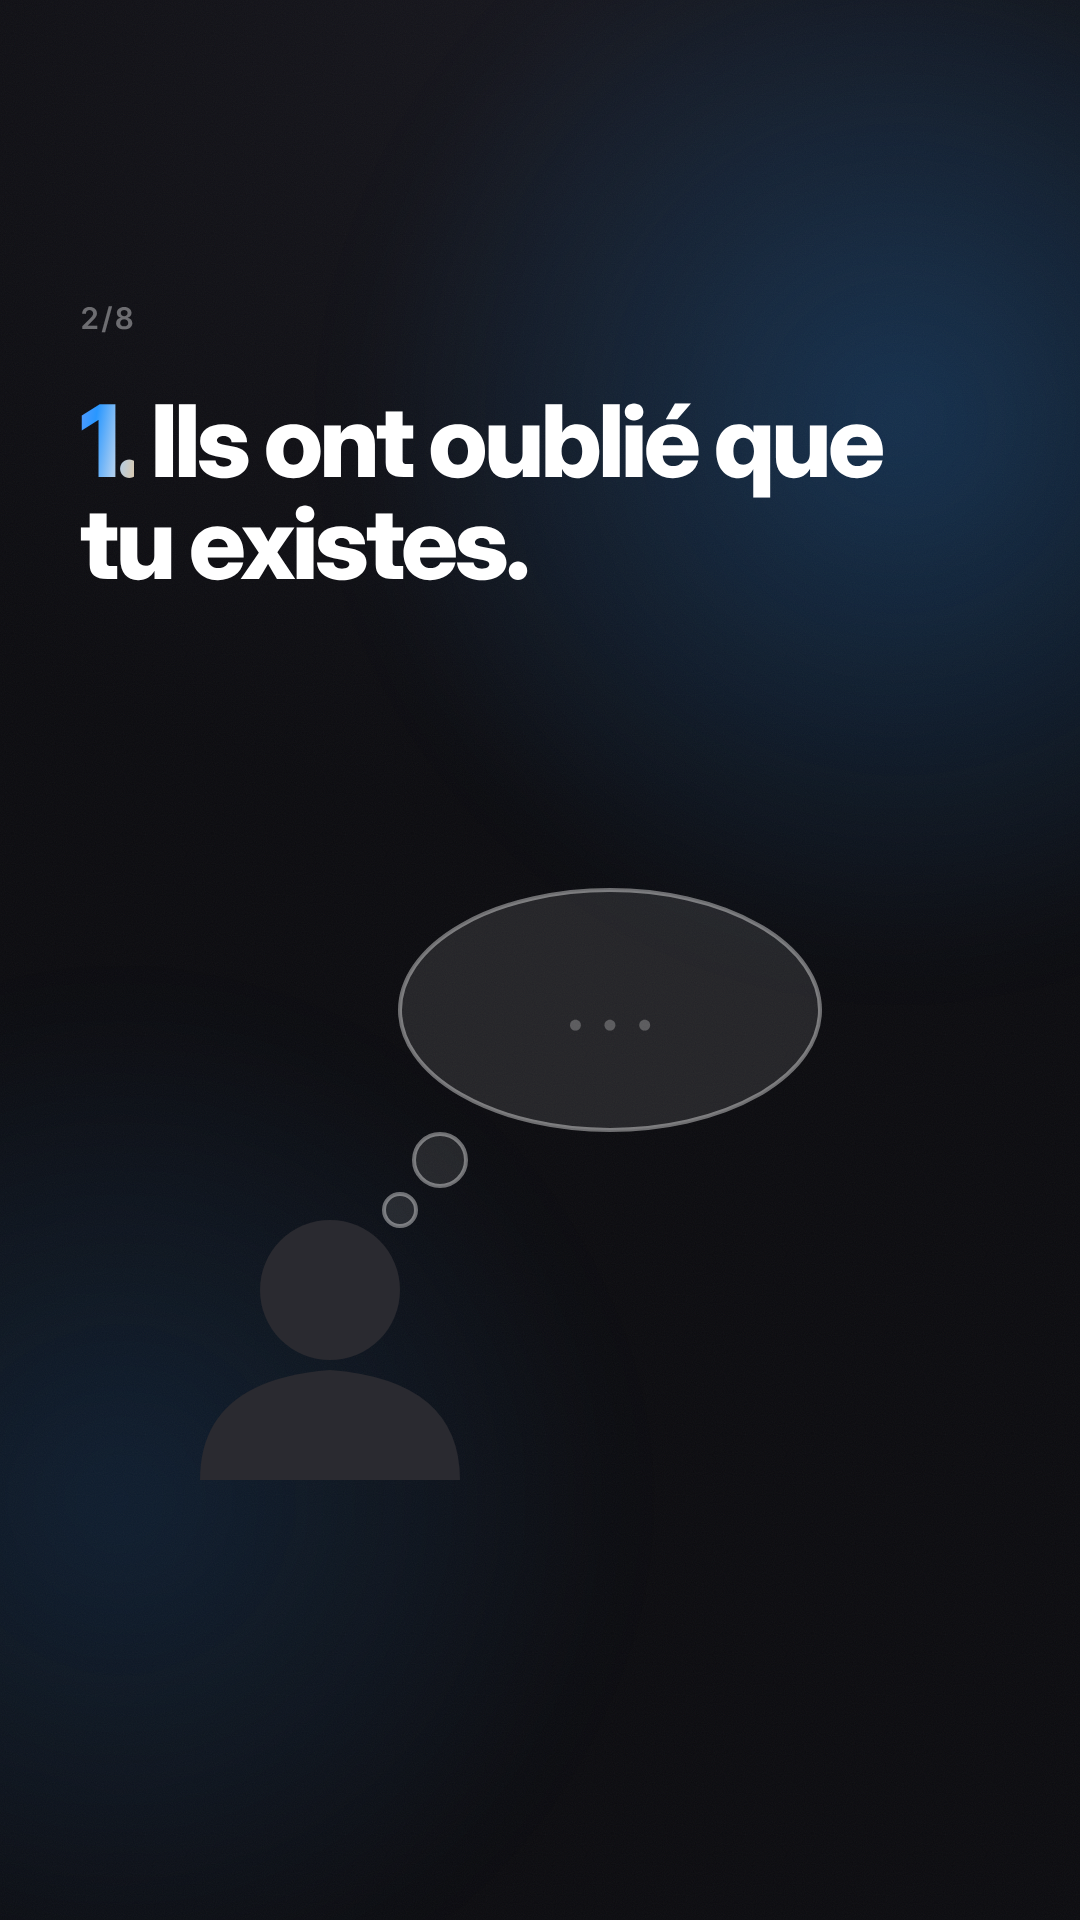 2/8
1. Ils ont oublié que
tu existes.
...